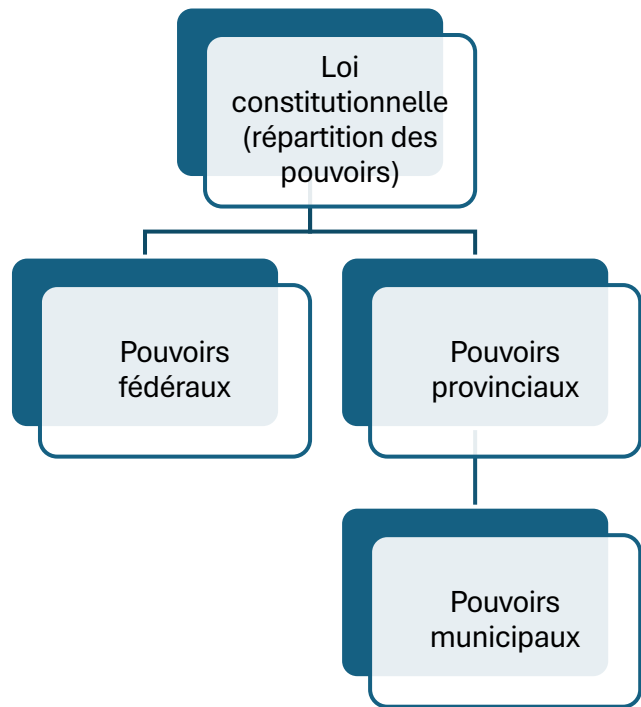 Loi
constitutionnelle
(répartition des
pouvoirs)
Pouvoirs
fédéraux
Pouvoirs
provinciaux
Pouvoirs
municipaux